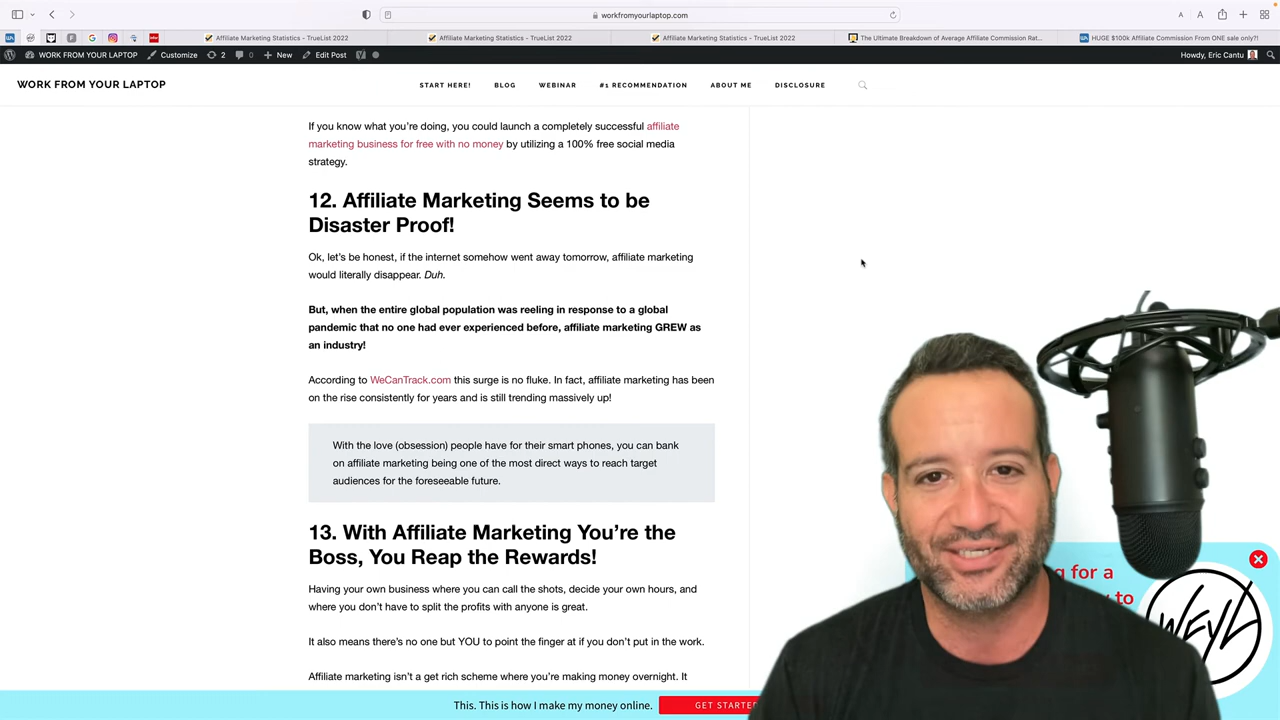 workfromyourlaptop.com
A A
Affiliate Marketing Statistics - TrueList 2022
Affiliate Marketing Statistics - TrueList 2022
Affiliate Marketing Statistics - TrueList 2022
The Ultimate Breakdown of Average Affiliate Commission Rat...
HUGE $100k Affiliate Commission From ONE sale only?!
WORK FROM YOUR LAPTOP
Customize
2
0
New
Edit Post
Howdy, Eric Cantu
WORK FROM YOUR LAPTOP
START HERE!
BLOG
WEBINAR
#1 RECOMMENDATION
ABOUT ME
DISCLOSURE
If you know what you're doing, you could launch a completely successful affiliate
marketing business for free with no money by utilizing a 100% free social media
strategy.
12. Affiliate Marketing Seems to be
Disaster Proof!
Ok, let's be honest, if the internet somehow went away tomorrow, affiliate marketing
would literally disappear. Duh.
But, when the entire global population was reeling in response to a global
pandemic that no one had ever experienced before, affiliate marketing GREW as
an industry!
According to WeCanTrack.com this surge is no fluke. In fact, affiliate marketing has been
on the rise consistently for years and is still trending massively up!
With the love (obsession) people have for their smart phones, you can bank
on affiliate marketing being one of the most direct ways to reach target
audiences for the foreseeable future.
13. With Affiliate Marketing You're the
Boss, You Reap the Rewards!
Having your own business where you can call the shots, decide your own hours, and
where you don't have to split the profits with anyone is great.
It also means there's no one but YOU to point the finger at if you don't put in the work.
Affiliate marketing isn't a get rich scheme where you're making money overnight. It
g for a
to
WFYL
This. This is how I make my money online.
GET STARTE